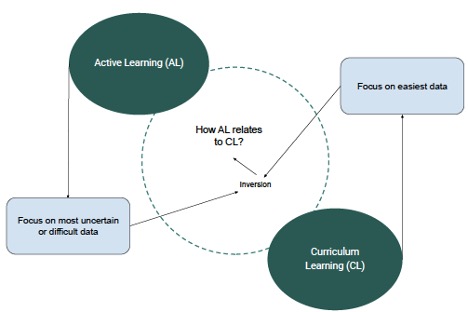 Active Learning (AL)
Focus on easiest data
How AL relates
to CL?
Inversion
Focus on most uncertain
or difficult data
Curriculum
Learning (CL)